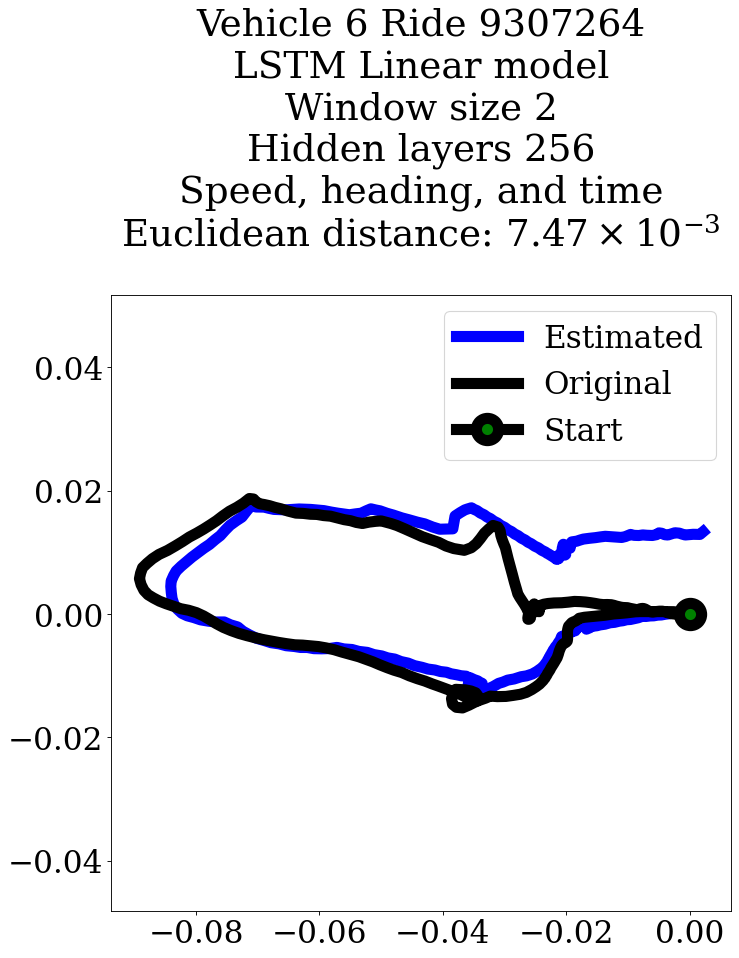 Vehicle 6 Ride 9307264
LSTM Linear model
Window size 2
Hidden layers 256
Speed, heading, and time
Euclidean distance: 7.47 × 10⁻³
Estimated
Original
Start
0.04
0.02
0.00
−0.02
−0.04
−0.08 −0.06 −0.04 −0.02 0.00